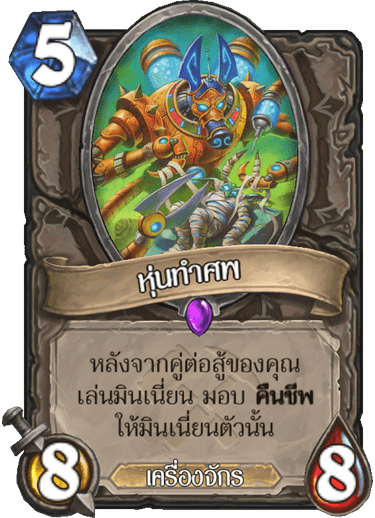 5
หุ่นทำศพ
หลังจากคู่ต่อสู้ของคุณ
เล่นมินเนี่ยน มอบ คืนชีพ
ให้มินเนี่ยนตัวนั้น
8
เครื่องจักร
8